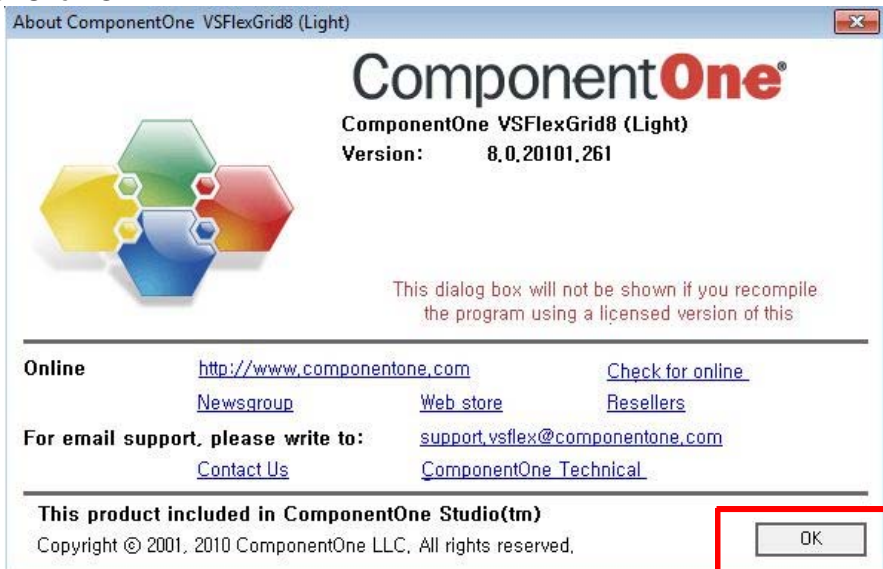 About ComponentOne VSFlexGrid8 (Light)
ComponentOne®
ComponentOne VSFlexGrid8 (Light)
Version: 8.0.20101.261
This dialog box will not be shown if you recompile
the program using a licensed version of this
Online http://www.componentone.com Check for online
Newsgroup Web store Resellers
For email support, please write to: support.vsflex@componentone.com
Contact Us ComponentOne Technical
This product included in ComponentOne Studio(tm)
Copyright © 2001, 2010 ComponentOne LLC. All rights reserved.
OK